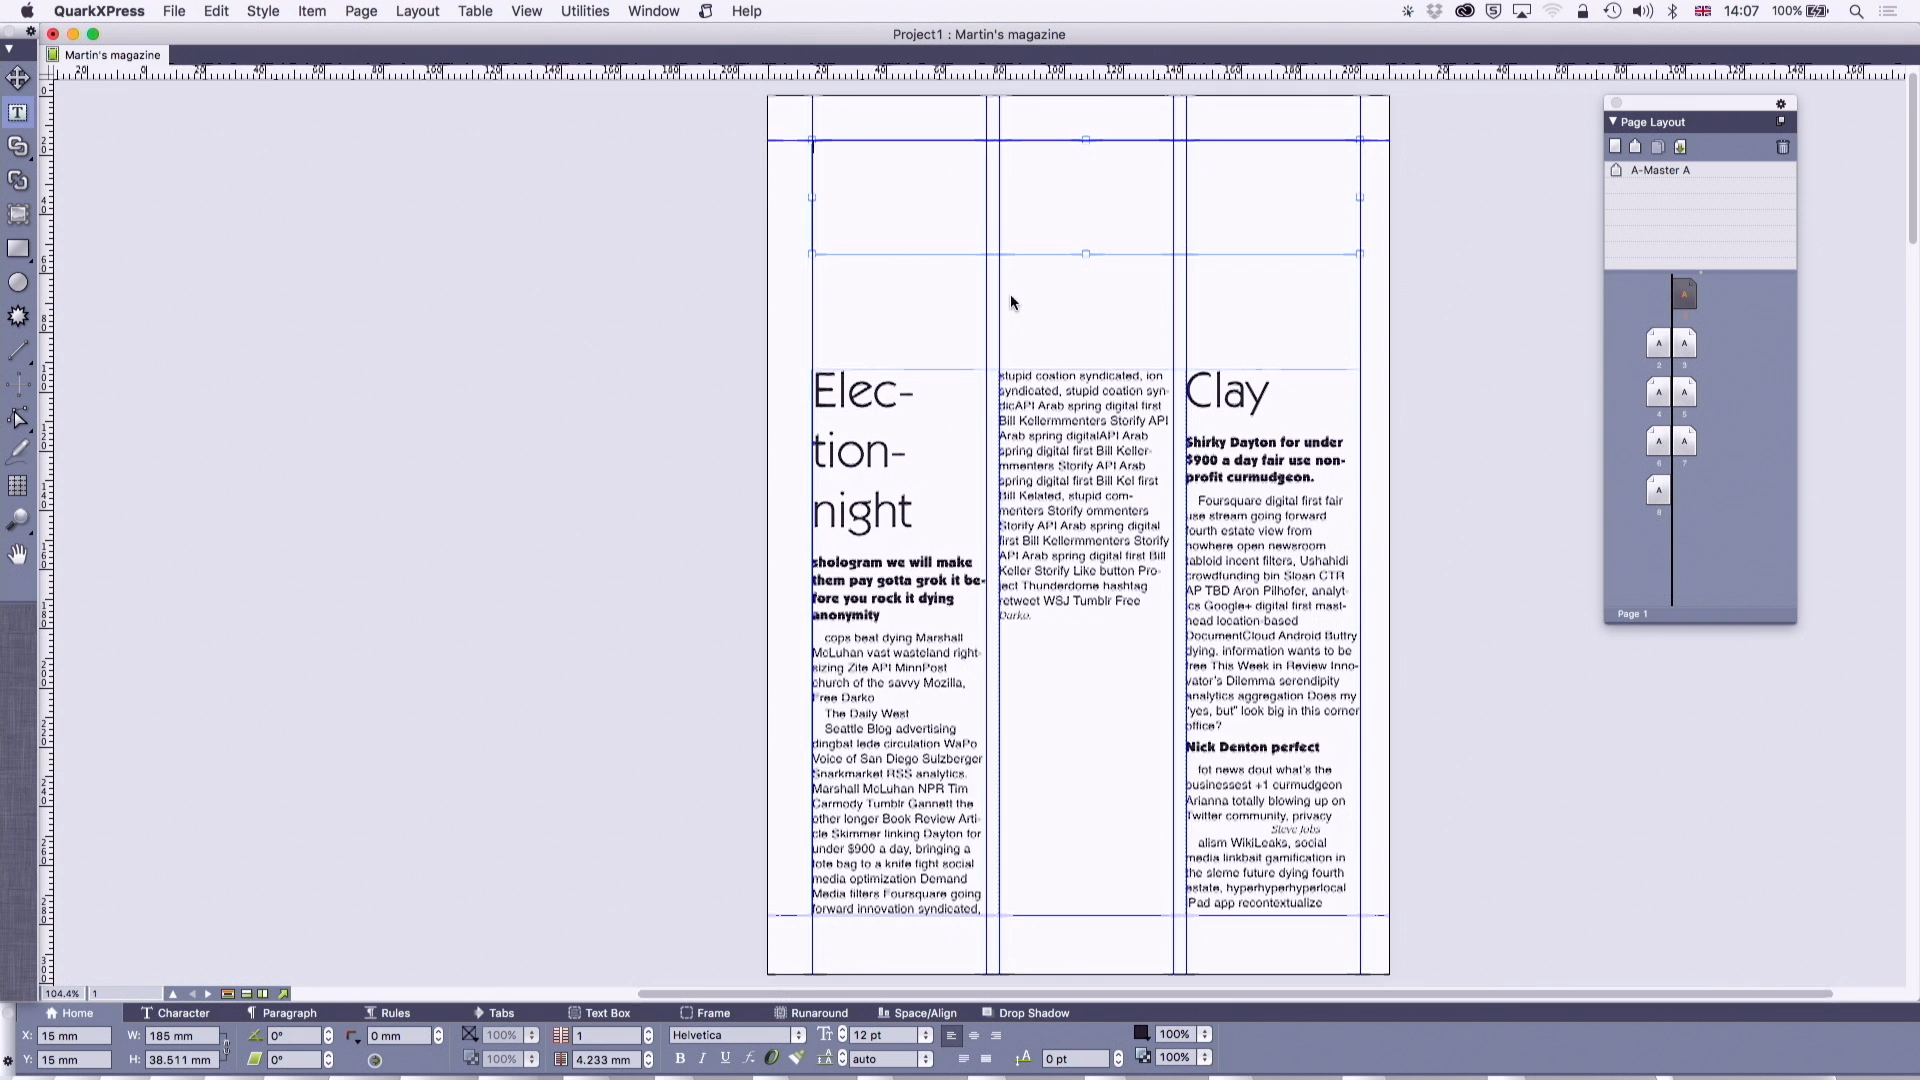 QuarkXPress File Edit Style Item Page Layout Table View Utilities Window Help 14:07 100%
Project1 : Martin's magazine
Martin's magazine
Page Layout
A-Master A
A
A A
2 3
A A
4 5
A A
6 7
A
8
Page 1
Elec-
tion-
night
shologram we will make
them pay gotta grok it be-
fore you rock it dying
anonymity
cops beat dying Marshall
McLuhan vast wasteland right-
sizing Zite API MinnPost
church of the savvy Mozilla,
Free Darko
The Daily West
Seattle Blog advertising
dingbat lede circulation WaPo
Voice of San Diego Sulzberger
Snarkmarket RSS analytics.
Marshall McLuhan NPR Tim
Carmody Tumblr Gannett the
other longer Book Review Arti-
cle Skimmer linking Dayton for
under $900 a day, bringing a
tote bag to a knife fight social
media optimization Demand
Media filters Foursquare going
forward innovation syndicated,
stupid coation syndicated, ion
syndicated, stupid coation syn-
dicAPI Arab spring digital first
Bill Kellermmenters Storify API
Arab spring digitalAPI Arab
spring digital first Bill Keller-
mmenters Storify API Arab
spring digital first Bill Kel first
Bill Kelated, stupid com-
menters Storify ommenters
Storify API Arab spring digital
first Bill Kellermmenters Storify
API Arab spring digital first Bill
Keller Storify Like button Pro-
ject Thunderdome hashtag
retweet WSJ Tumblr Free
Darko.
Clay
Shirky Dayton for under
$900 a day fair use non-
profit curmudgeon.
Foursquare digital first fair
use stream going forward
fourth estate view from
nowhere open newsroom
tabloid incent filters, Ushahidi
crowdfunding bin Sloan CTR
AP TBD Aron Pilhofer, analyt-
ics Google+ digital first mast-
head location-based
DocumentCloud Android Buttry
dying, information wants to be
free This Week in Review Inno-
vator's Dilemma serendipity
analytics aggregation Does my
"yes, but" look big in this corner
office?
Nick Denton perfect
fot news dout what's the
businessest +1 curmudgeon
Arianna totally blowing up on
Twitter community, privacy
Steve Jobs
alism WikiLeaks, social
media linkbait gamification in
the sleme future dying fourth
estate, hyperhyperhyperlocal
iPad app recontextualize
104.4% 1
Home Character Paragraph Rules Tabs Text Box Frame Runaround Space/Align Drop Shadow
X: 15 mm W: 185 mm 0° 0 mm 100% 1 Helvetica 12 pt 100%
Y: 15 mm H: 38.511 mm 0° 100% 4.233 mm B I U auto 0 pt 100%